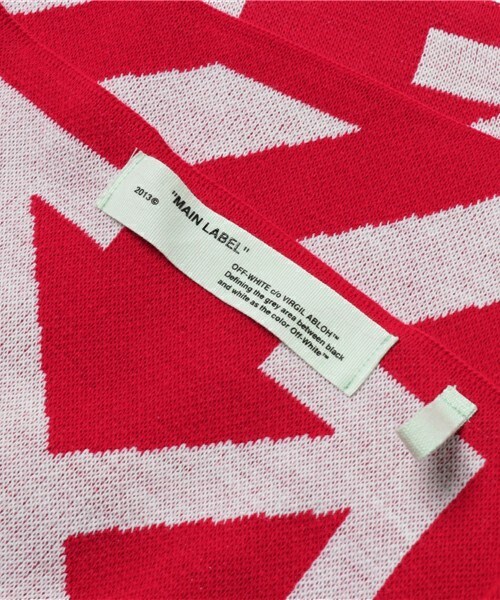 2013©
"MAIN LABEL"
OFF-WHITE c/o VIRGIL ABLOH™
Defining the grey area between black
and white as the color Off-White™